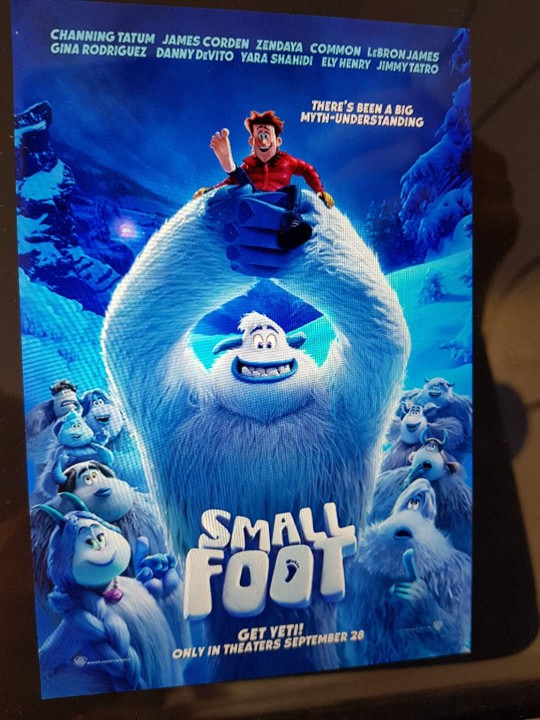 CHANNING TATUM JAMES CORDEN ZENDAYA COMMON LEBRON JAMES
GINA RODRIGUEZ DANNY DEVITO YARA SHAHIDI ELY HENRY JIMMY TATRO
THERE'S BEEN A BIG
MYTH-UNDERSTANDING
SMALL
FOOT
GET YETI!
ONLY IN THEATERS SEPTEMBER 28